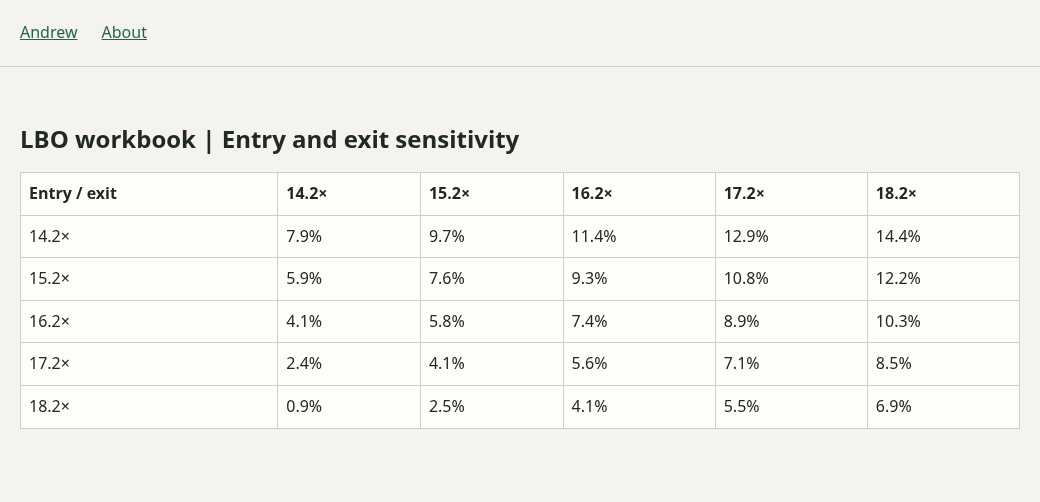 Andrew About
LBO workbook | Entry and exit sensitivity
Entry / exit 14.2× 15.2× 16.2× 17.2× 18.2×
14.2× 7.9% 9.7% 11.4% 12.9% 14.4%
15.2× 5.9% 7.6% 9.3% 10.8% 12.2%
16.2× 4.1% 5.8% 7.4% 8.9% 10.3%
17.2× 2.4% 4.1% 5.6% 7.1% 8.5%
18.2× 0.9% 2.5% 4.1% 5.5% 6.9%